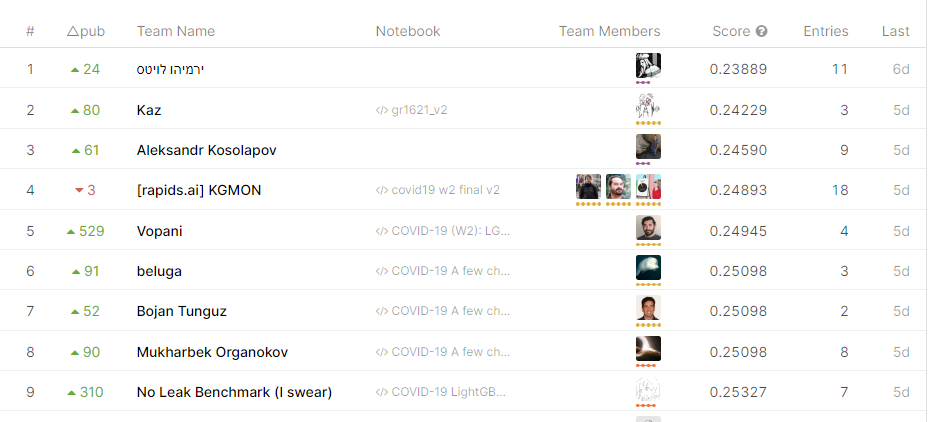 # △pub Team Name Notebook Team Members Score ? Entries Last
1 24 ירמיהו לויטס 0.23889 11 6d
2 80 Kaz </> gr1621_v2 0.24229 3 5d
3 61 Aleksandr Kosolapov 0.24590 9 5d
4 3 [rapids.ai] KGMON </> covid19 w2 final v2 0.24893 18 5d
5 529 Vopani </> COVID-19 (W2): LG... 0.24945 4 5d
6 91 beluga </> COVID-19 A few ch... 0.25098 3 5d
7 52 Bojan Tunguz </> COVID-19 A few ch... 0.25098 2 5d
8 90 Mukharbek Organokov </> COVID-19 A few ch... 0.25098 8 5d
9 310 No Leak Benchmark (I swear) </> COVID-19 LightGB... 0.25327 7 5d